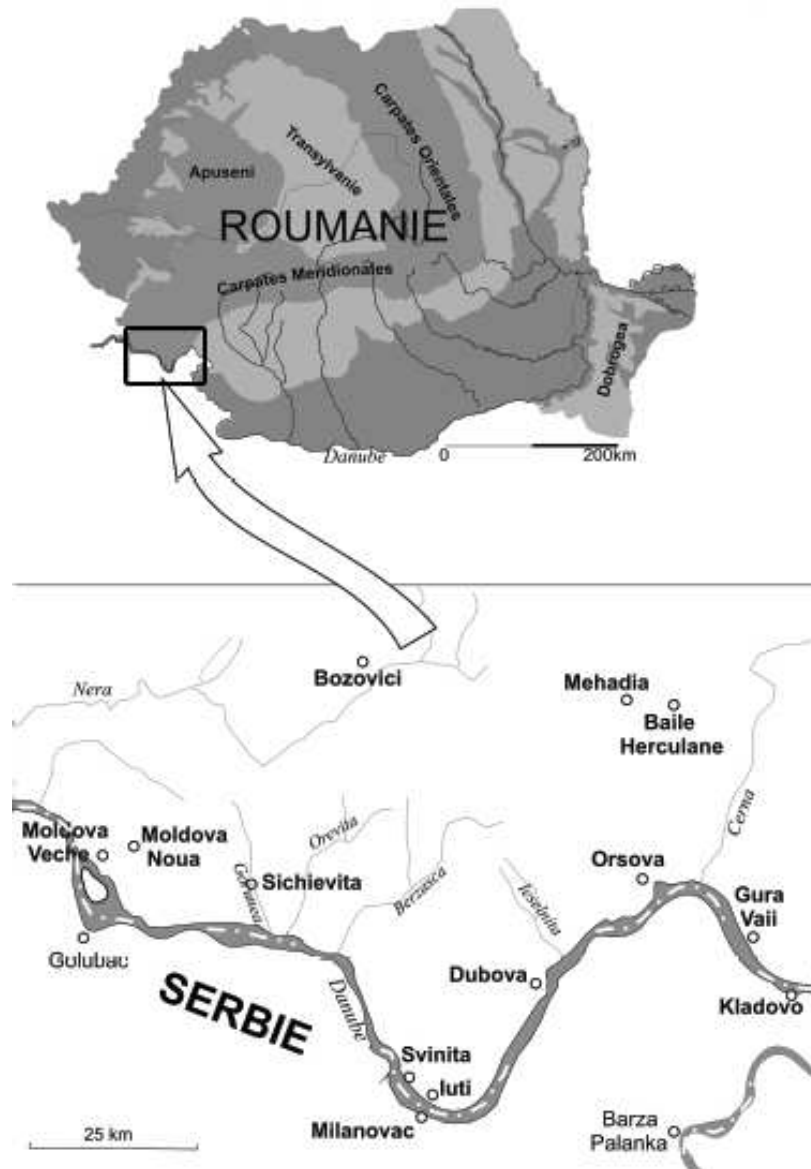 Carpates Orientales
Transylvanie
Apuseni
ROUMANIE
Carpates Meridionales
Dobrogea
Danube
0
200km
Bozovici
Nera
Mehadia
Baile
Herculane
Cerna
Moldova
Veche
Moldova
Noua
Orevita
Sichievita
Berzasca
Ieselnita
Orsova
Gura
Vaii
Golubac
SERBIE
Danube
Dubova
Kladovo
Svinita
Iuti
Milanovac
25 km
Barza
Palanka